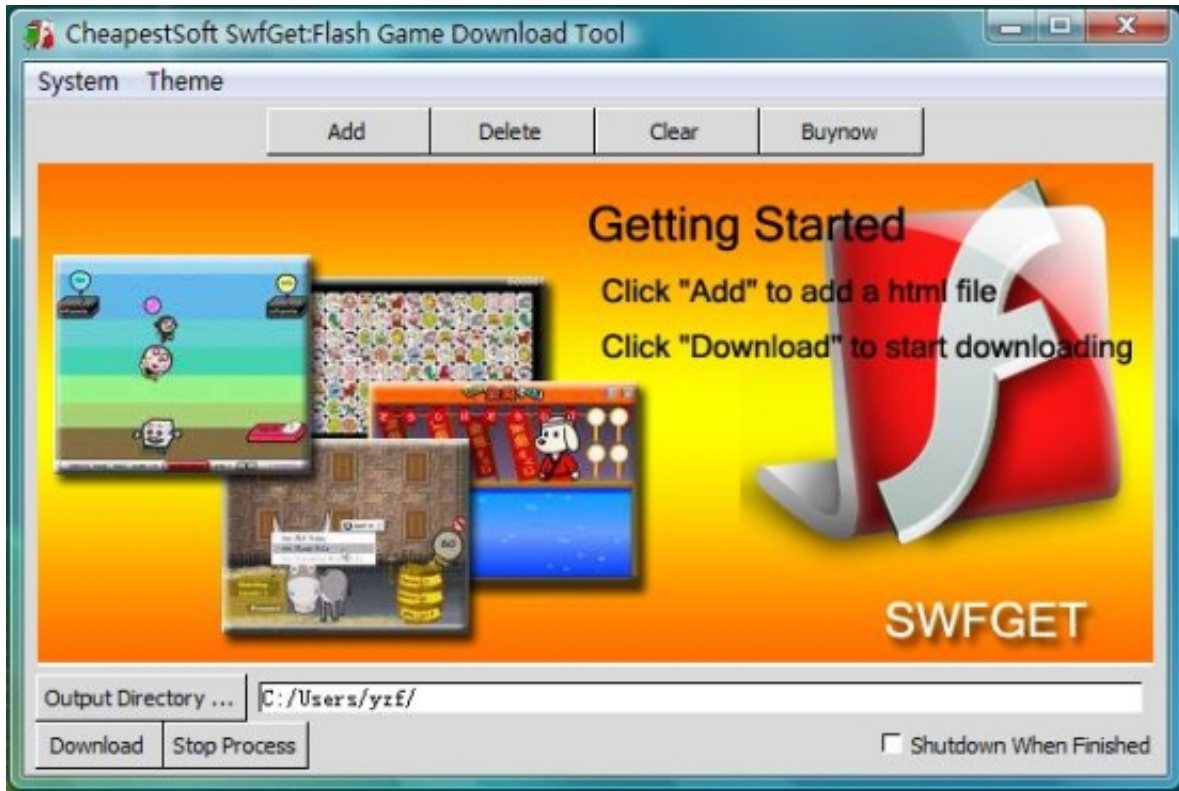 CheapestSoft SwfGet:Flash Game Download Tool
System Theme
Add Delete Clear Buynow
Getting Started
Click "Add" to add a html file
Click "Download" to start downloading
SWFGET
Output Directory ... C:/Users/yzf/
Download Stop Process Shutdown When Finished